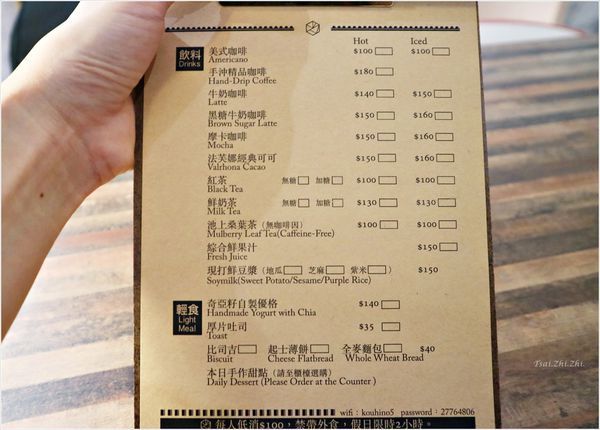 Hot Iced
飲料 美式咖啡 $100 $100
Drinks Americano
手沖精品咖啡 $180
Hand-Drip Coffee
牛奶咖啡 $140 $150
Latte
黑糖牛奶咖啡 $150 $160
Brown Sugar Latte
摩卡咖啡 $150 $160
Mocha
法芙娜經典可可 $150 $160
Valrhona Cacao
紅茶 無糖 加糖 $100 $100
Black Tea
鮮奶茶 無糖 加糖 $130 $130
Milk Tea
池上桑葉茶（無咖啡因） $100 $100
Mulberry Leaf Tea(Caffeine-Free)
綜合鮮果汁 $150
Fresh Juice
現打鮮豆漿（地瓜 芝麻 紫米 ） $150
Soymilk(Sweet Potato/Sesame/Purple Rice)
輕食 奇亞籽自製優格 $140
Light Handmade Yogurt with Chia
Meal 厚片吐司 $35
Toast
比司吉 起士薄餅 全麥麵包 $40
Biscuit Cheese Flatbread Whole Wheat Bread
本日手作甜點（請至櫃檯選購）
Daily Dessert (Please Order at the Counter )
wifi：kouhino5 password：27764806
每人低消$100，禁帶外食，假日限時2小時。
Tsai.Zhi.Zhi.